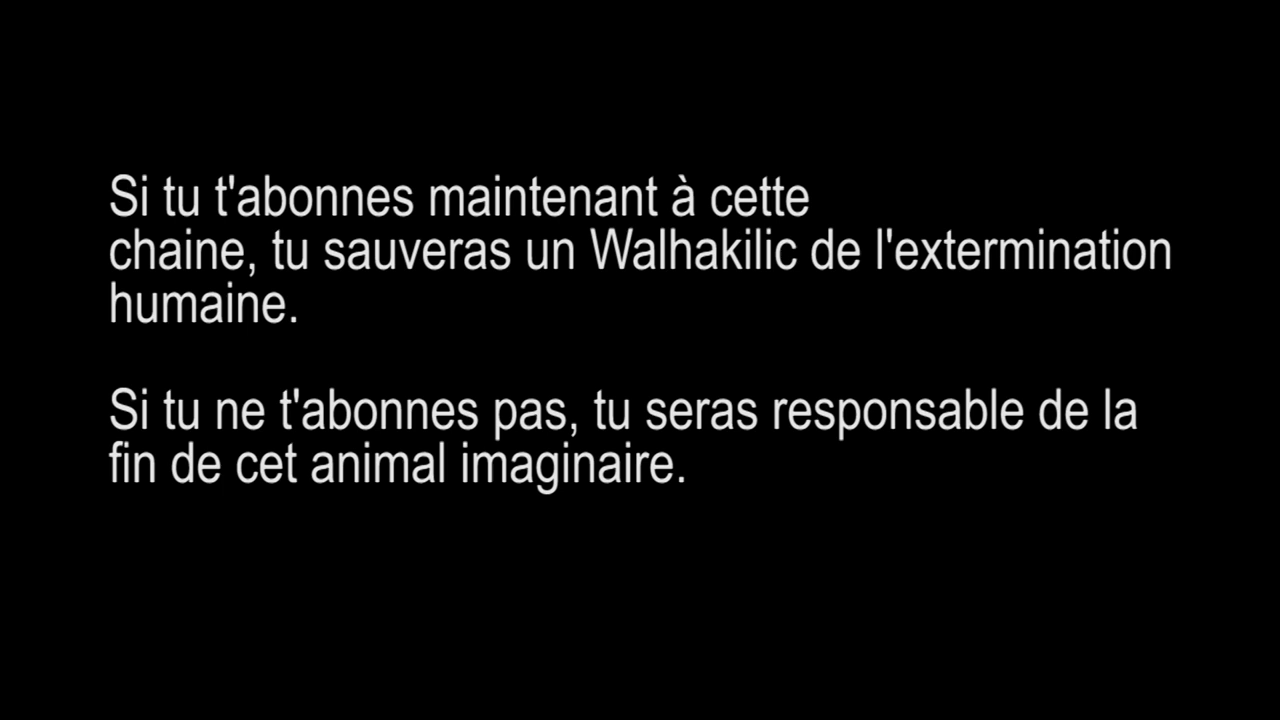 Si tu t'abonnes maintenant à cette
chaine, tu sauveras un Walhakilic de l'extermination
humaine.
Si tu ne t'abonnes pas, tu seras responsable de la
fin de cet animal imaginaire.